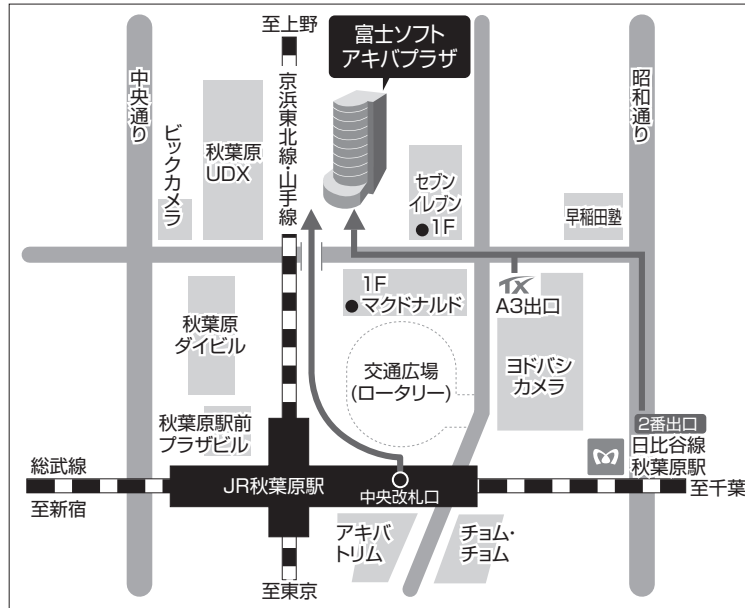 至上野
富士ソフト
アキバプラザ
中央通り
京浜東北線・山手線
昭和通り
ビックカメラ
秋葉原
UDX
セブン
イレブン
1F
早稲田塾
1F
マクドナルド
TX
A3出口
秋葉原
ダイビル
交通広場
(ロータリー)
ヨドバシ
カメラ
秋葉原駅前
プラザビル
2番出口
日比谷線
秋葉原駅
総武線
至新宿
JR秋葉原駅
中央改札口
至千葉
アキバ
トリム
チョム・
チョム
至東京